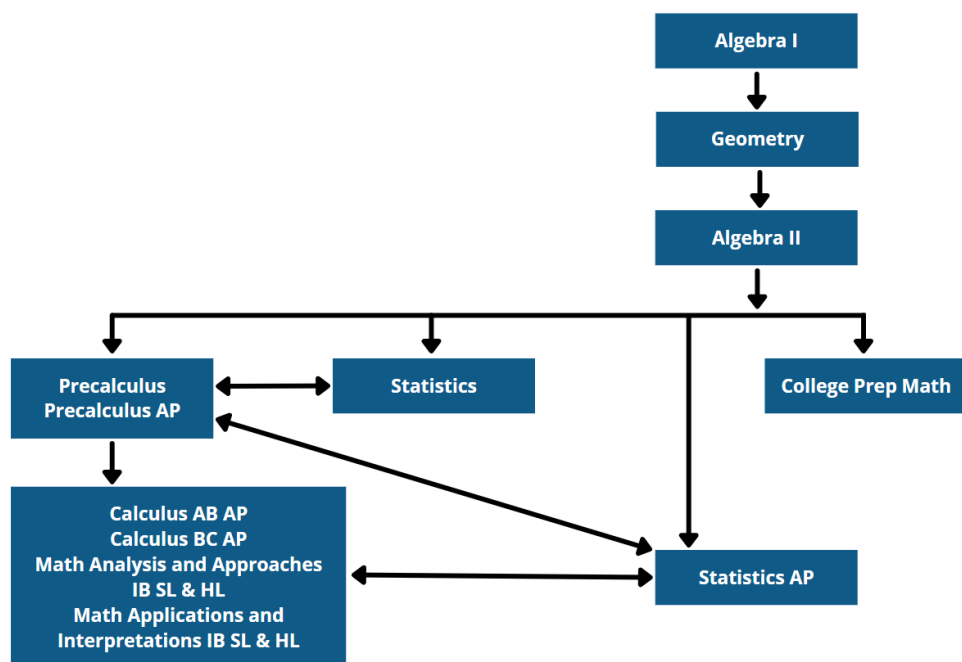 Algebra I
Geometry
Algebra II
Precalculus
Precalculus AP
Statistics
College Prep Math
Calculus AB AP
Calculus BC AP
Math Analysis and Approaches
IB SL & HL
Math Applications and
Interpretations IB SL & HL
Statistics AP